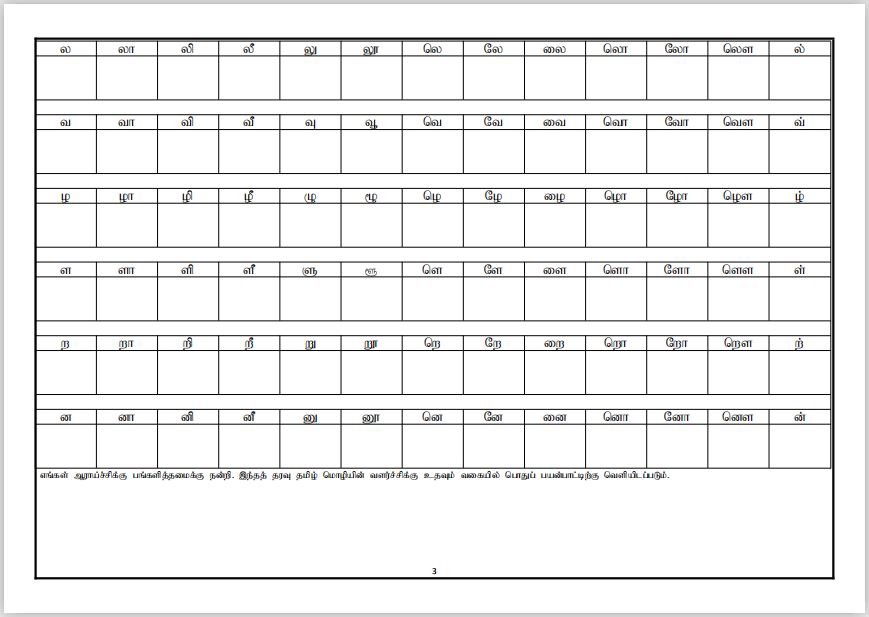 ல லா லி லீ லு லூ லெ லே லை லொ லோ லௌ ல்
வ வா வி வீ வு வூ வெ வே வை வொ வோ வௌ வ்
ழ ழா ழி ழீ ழு ழூ ழெ ழே ழை ழொ ழோ ழௌ ழ்
ள ளா ளி ளீ ளு ளூ ளெ ளே ளை ளொ ளோ ளௌ ள்
ற றா றி றீ று றூ றெ றே றை றொ றோ றௌ ற்
ன னா னி னீ னு னூ னெ னே னை னொ னோ னௌ ன்
எங்கள் ஆராய்ச்சிக்கு பங்களித்தமைக்கு நன்றி. இந்தத் தரவு தமிழ் மொழியின் வளர்ச்சிக்கு உதவும் வகையில் பொதுப் பயன்பாட்டிற்கு வெளியிடப்படும்.
3